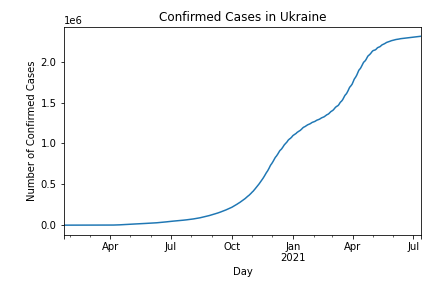 Confirmed Cases in Ukraine
1e6
2.0
1.5
1.0
0.5
0.0
Number of Confirmed Cases
Apr Jul Oct Jan Apr Jul
2021
Day